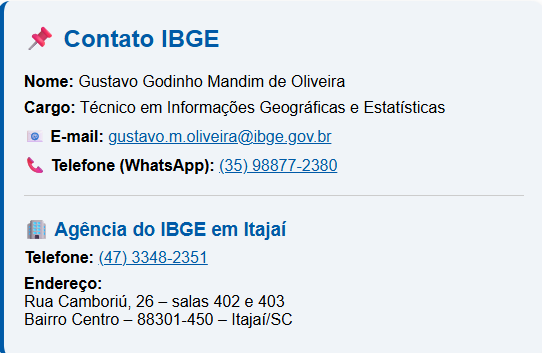 Contato IBGE
Nome: Gustavo Godinho Mandim de Oliveira
Cargo: Técnico em Informações Geográficas e Estatísticas
E-mail: gustavo.m.oliveira@ibge.gov.br
Telefone (WhatsApp): (35) 98877-2380
Agência do IBGE em Itajaí
Telefone: (47) 3348-2351
Endereço:
Rua Camboriú, 26 – salas 402 e 403
Bairro Centro – 88301-450 – Itajaí/SC